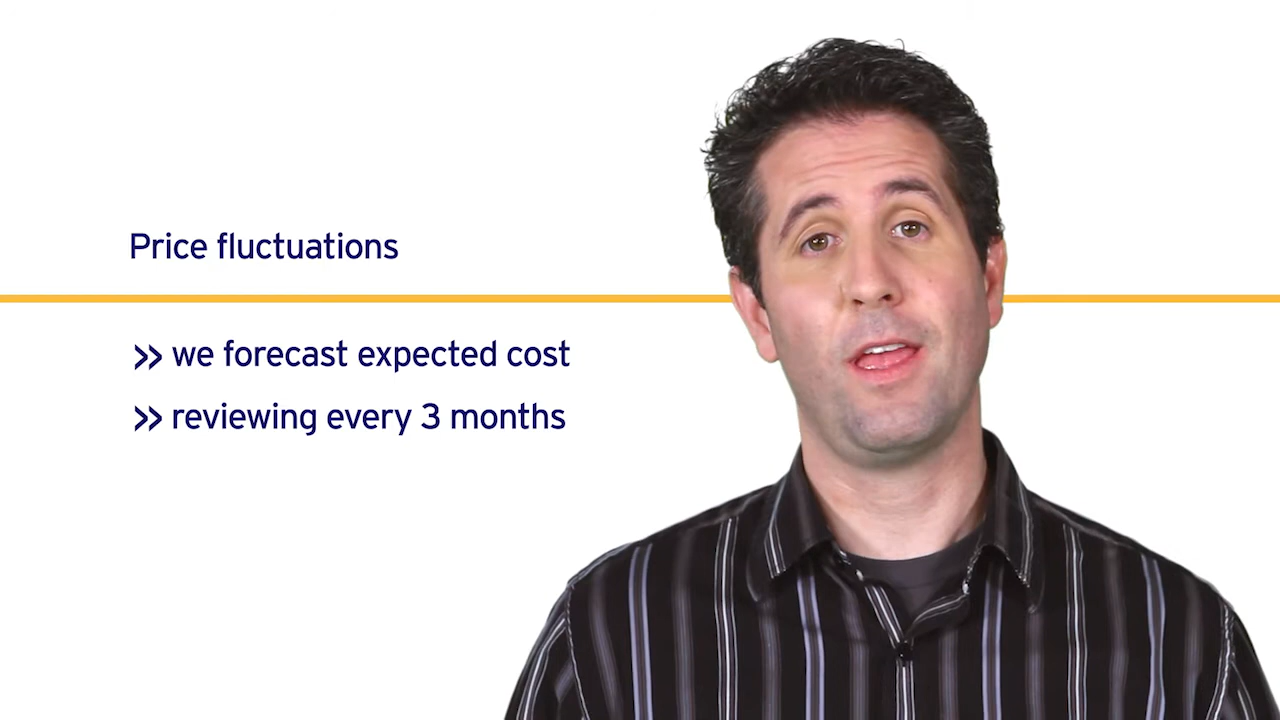 Price fluctuations
» we forecast expected cost
» reviewing every 3 months